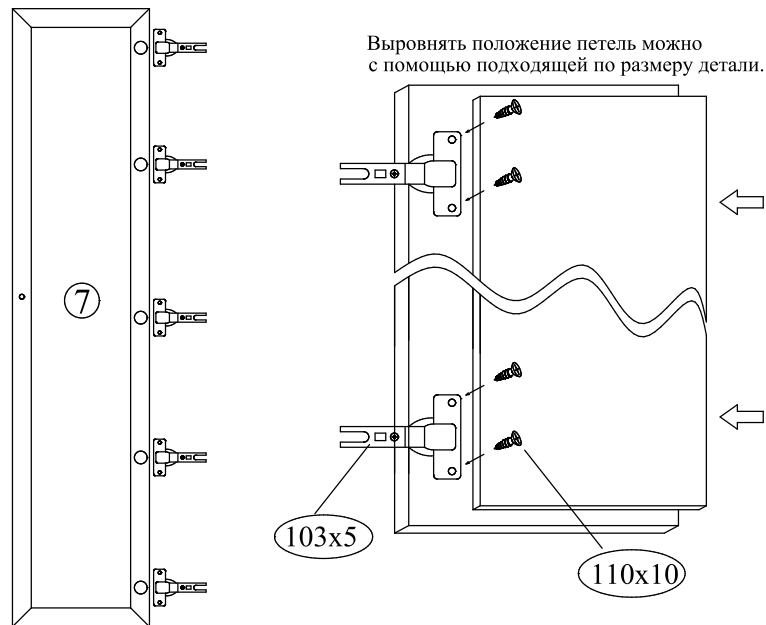 Выровнять положение петель можно
с помощью подходящей по размеру детали.
7
103x5
110x10